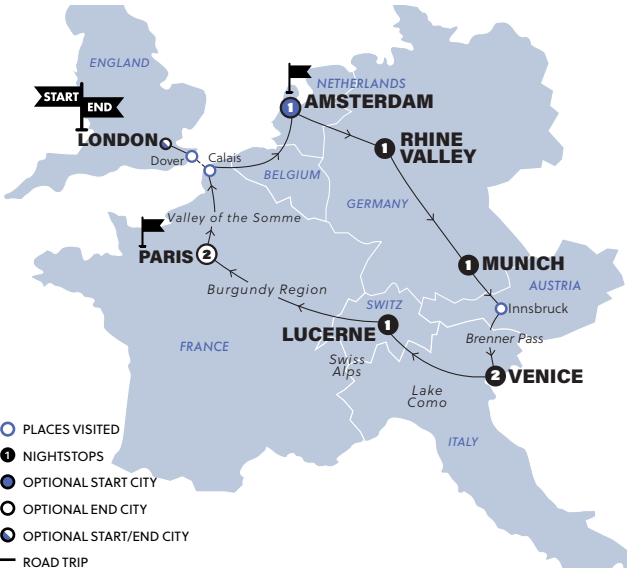 ENGLAND
START
END
LONDON
Dover
Calais
NETHERLANDS
1
AMSTERDAM
1
RHINE
VALLEY
BELGIUM
GERMANY
Valley of the Somme
PARIS
2
1
MUNICH
AUSTRIA
Innsbruck
Burgundy Region
SWITZ
LUCERNE
1
Brenner Pass
FRANCE
Swiss
Alps
2
VENICE
Lake
Como
ITALY
PLACES VISITED
1
NIGHTSTOPS
OPTIONAL START CITY
OPTIONAL END CITY
OPTIONAL START/END CITY
ROAD TRIP